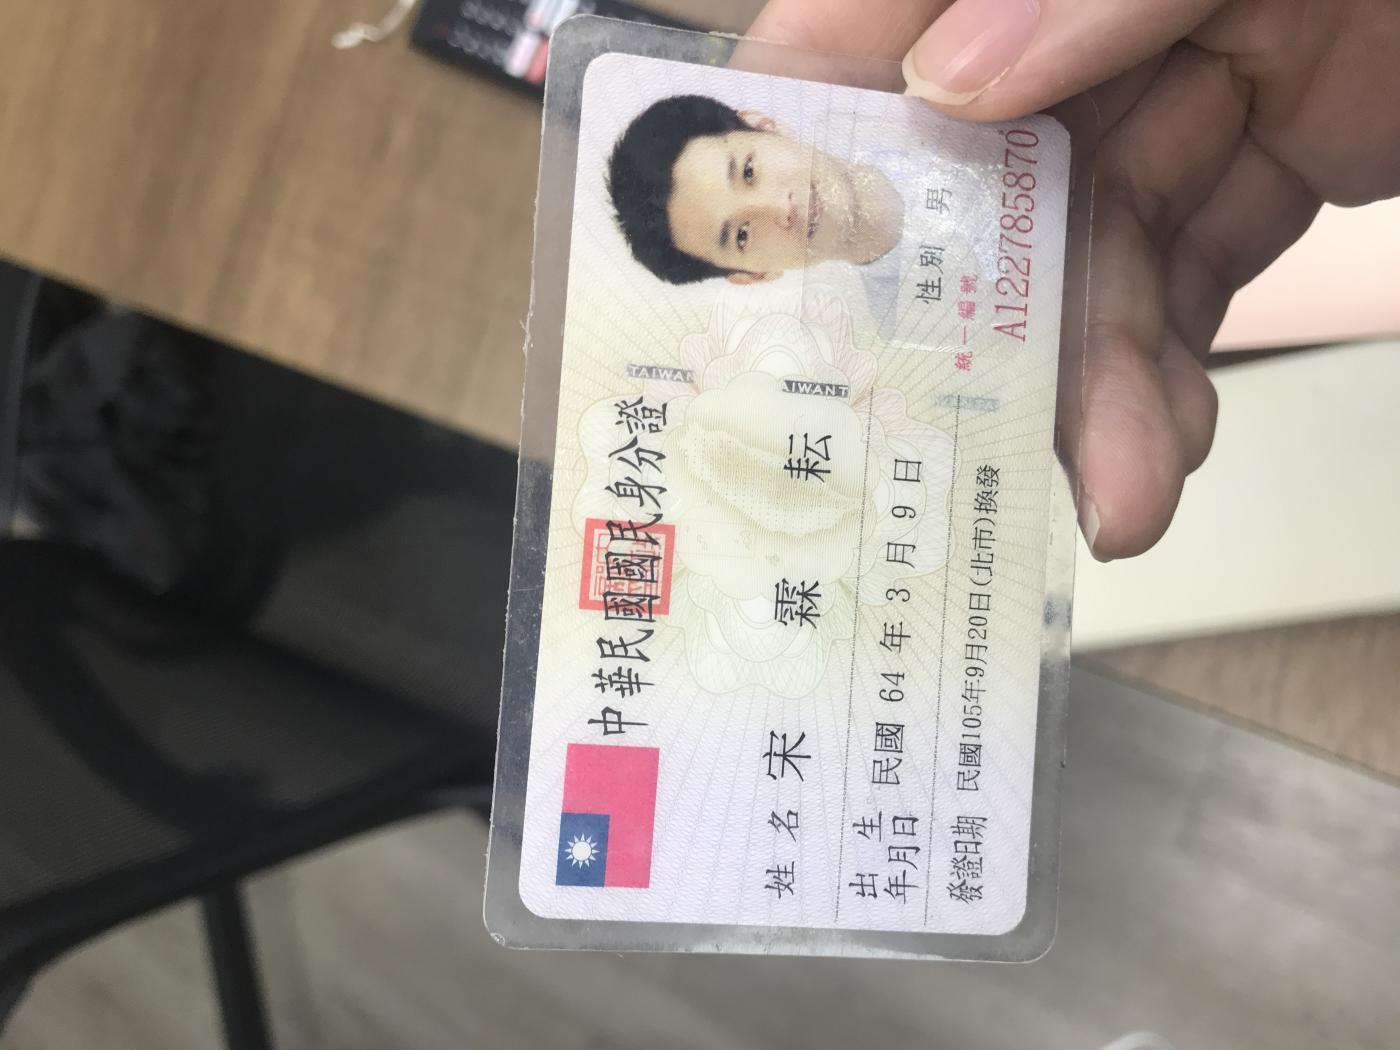 中華民國國民身分證
姓名 宋霖耘
出生年月日 民國 64 年 3 月 9 日
性別 男
發證日期 民國105年9月20日(北市)換發
統一編號
A122785870
TAIWAN
AIWANT